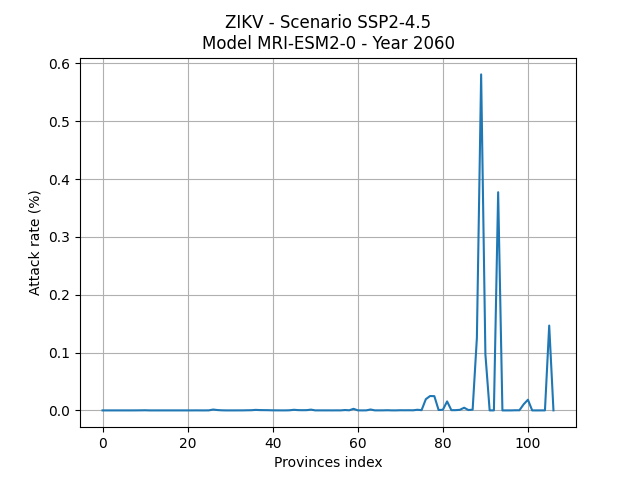 ZIKV - Scenario SSP2-4.5
Model MRI-ESM2-0 - Year 2060
0.6
0.5
0.4
0.3
0.2
0.1
0.0
Attack rate (%)
0 20 40 60 80 100
Provinces index